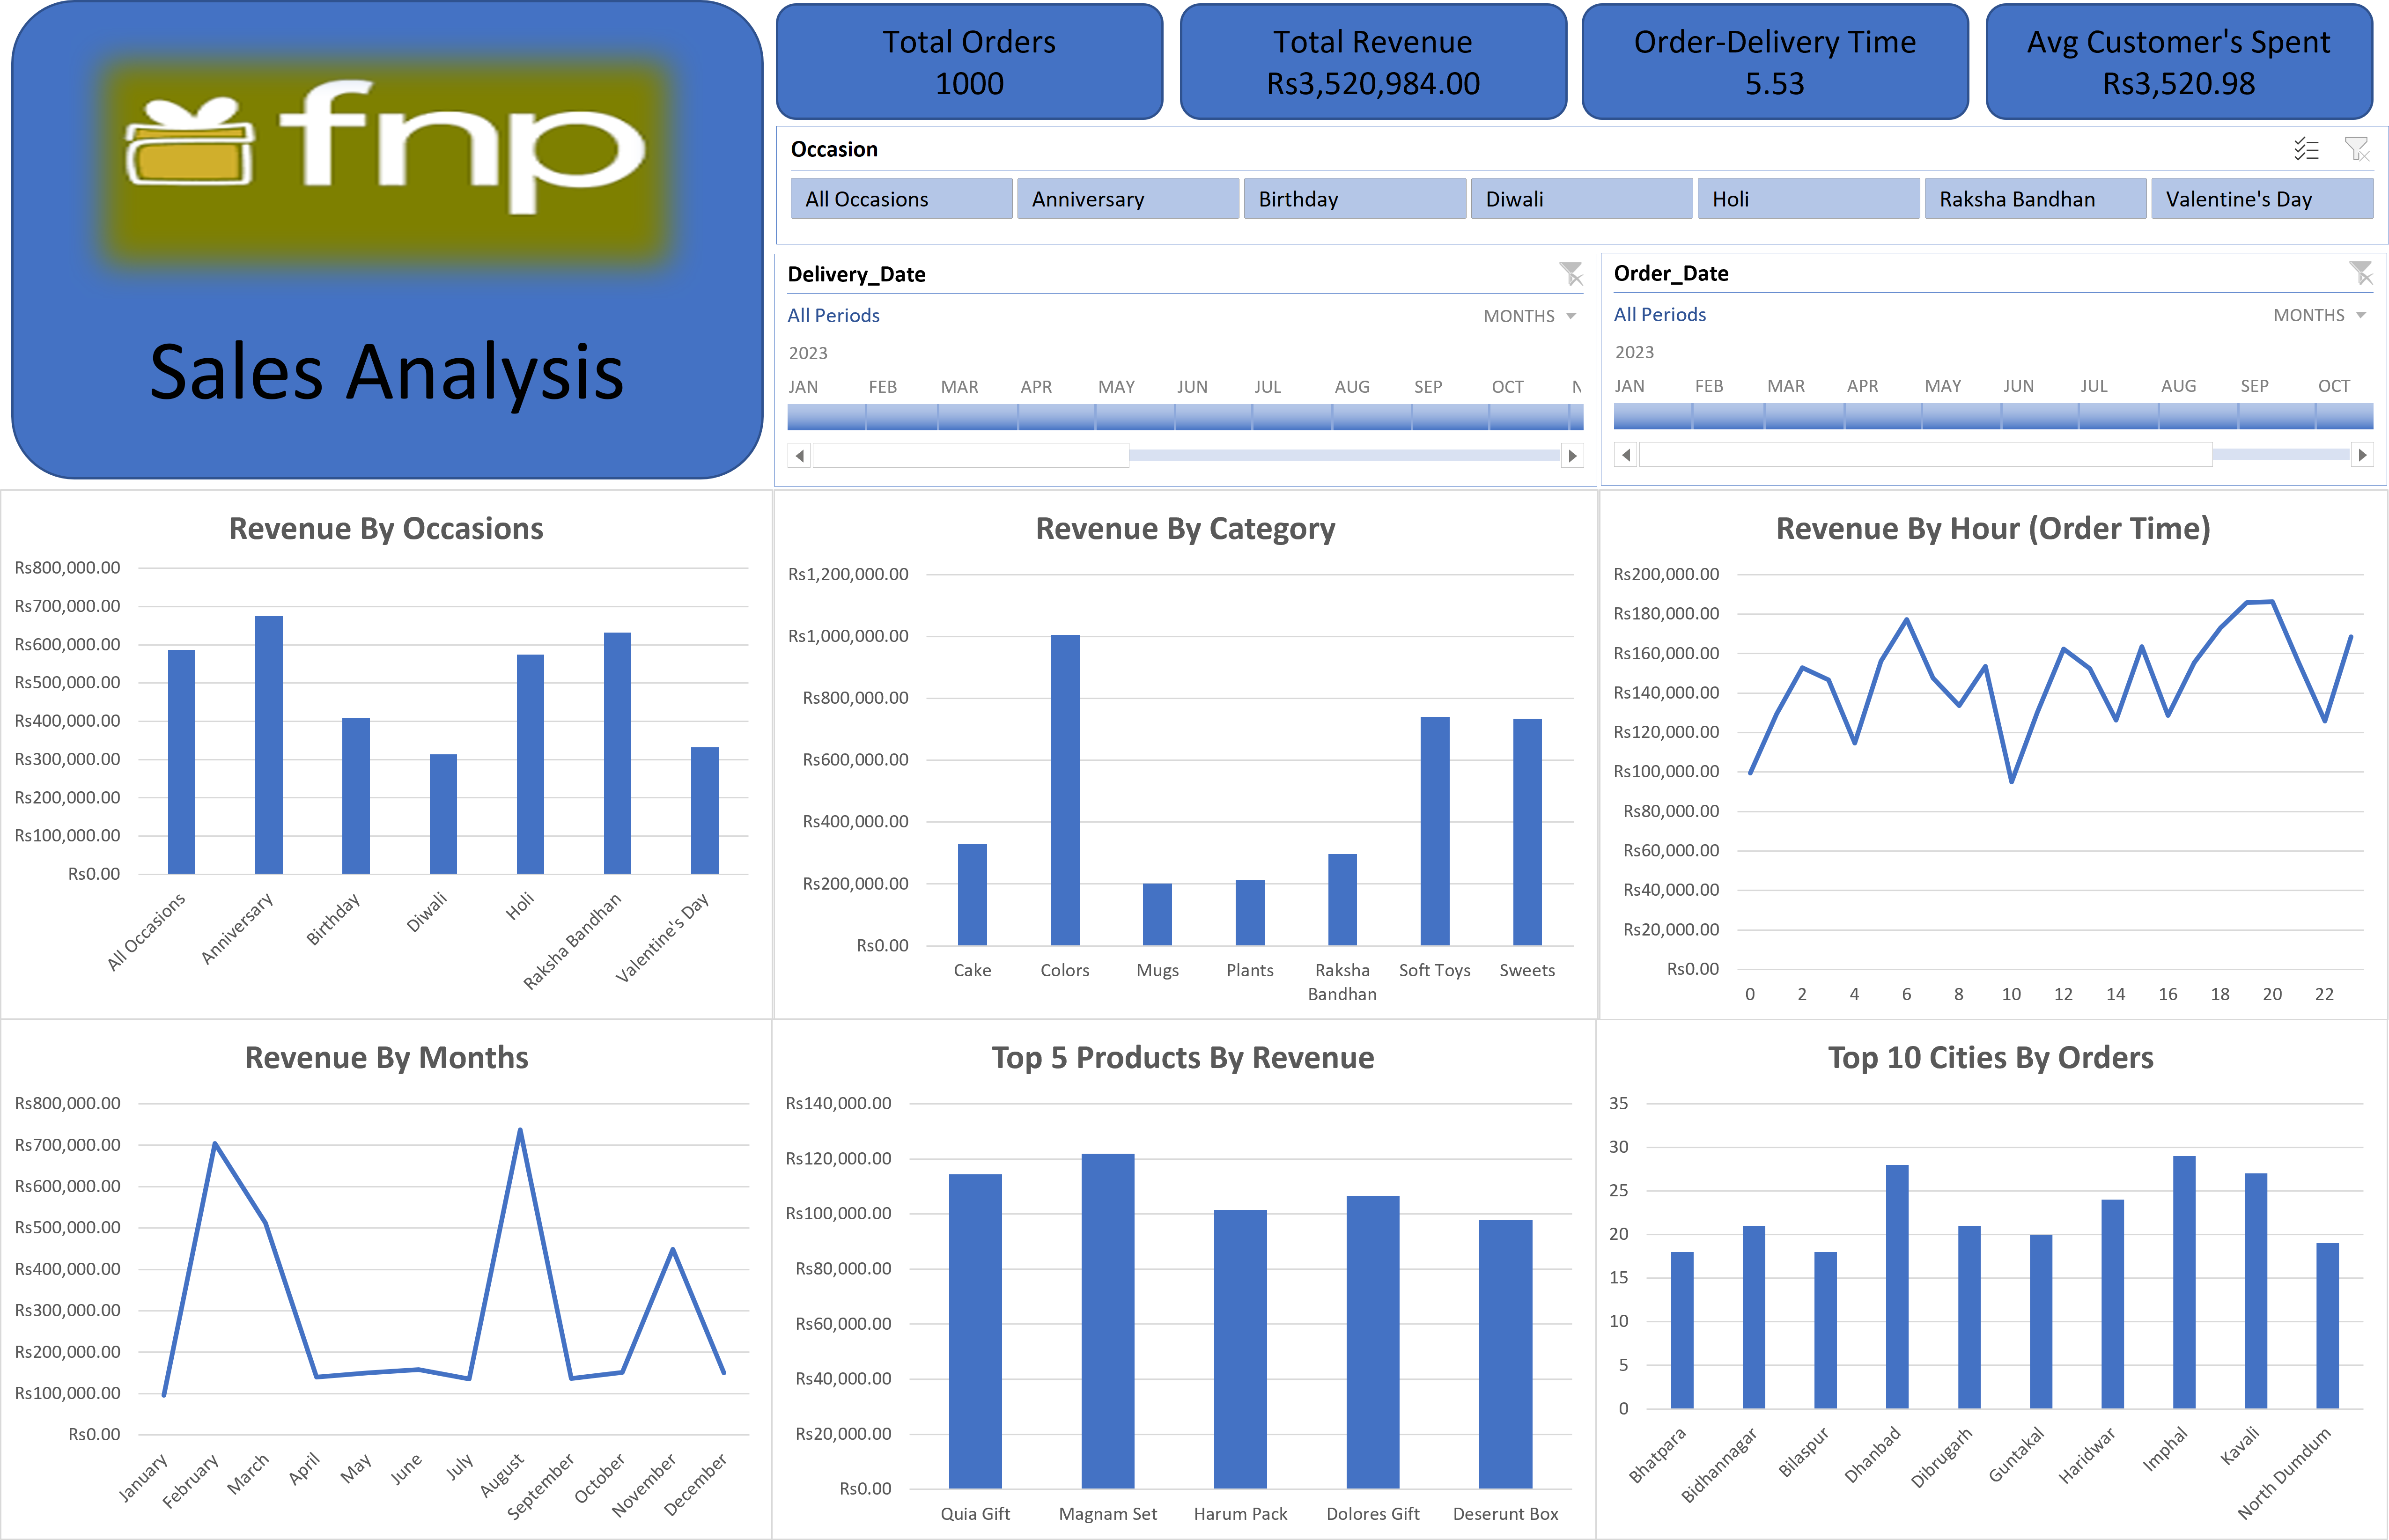 fnp
Sales Analysis
Total Orders
1000
Total Revenue
Rs3,520,984.00
Order-Delivery Time
5.53
Avg Customer's Spent
Rs3,520.98
Occasion
All Occasions Anniversary Birthday Diwali Holi Raksha Bandhan Valentine's Day
Delivery_Date
All Periods MONTHS
2023
JAN FEB MAR APR MAY JUN JUL AUG SEP OCT N
Order_Date
All Periods MONTHS
2023
JAN FEB MAR APR MAY JUN JUL AUG SEP OCT
Revenue By Occasions
Rs800,000.00
Rs700,000.00
Rs600,000.00
Rs500,000.00
Rs400,000.00
Rs300,000.00
Rs200,000.00
Rs100,000.00
Rs0.00
All Occasions Anniversary Birthday Diwali Holi Raksha Bandhan Valentine's Day
Revenue By Category
Rs1,200,000.00
Rs1,000,000.00
Rs800,000.00
Rs600,000.00
Rs400,000.00
Rs200,000.00
Rs0.00
Cake Colors Mugs Plants Raksha Bandhan Soft Toys Sweets
Revenue By Hour (Order Time)
Rs200,000.00
Rs180,000.00
Rs160,000.00
Rs140,000.00
Rs120,000.00
Rs100,000.00
Rs80,000.00
Rs60,000.00
Rs40,000.00
Rs20,000.00
Rs0.00
0 2 4 6 8 10 12 14 16 18 20 22
Revenue By Months
Rs800,000.00
Rs700,000.00
Rs600,000.00
Rs500,000.00
Rs400,000.00
Rs300,000.00
Rs200,000.00
Rs100,000.00
Rs0.00
January February March April May June July August September October November December
Top 5 Products By Revenue
Rs140,000.00
Rs120,000.00
Rs100,000.00
Rs80,000.00
Rs60,000.00
Rs40,000.00
Rs20,000.00
Rs0.00
Quia Gift Magnam Set Harum Pack Dolores Gift Deserunt Box
Top 10 Cities By Orders
35
30
25
20
15
10
5
0
Bhatpara Bidhannagar Bilaspur Dhanbad Dibrugarh Guntakal Haridwar Imphal Kavali North Dumdum